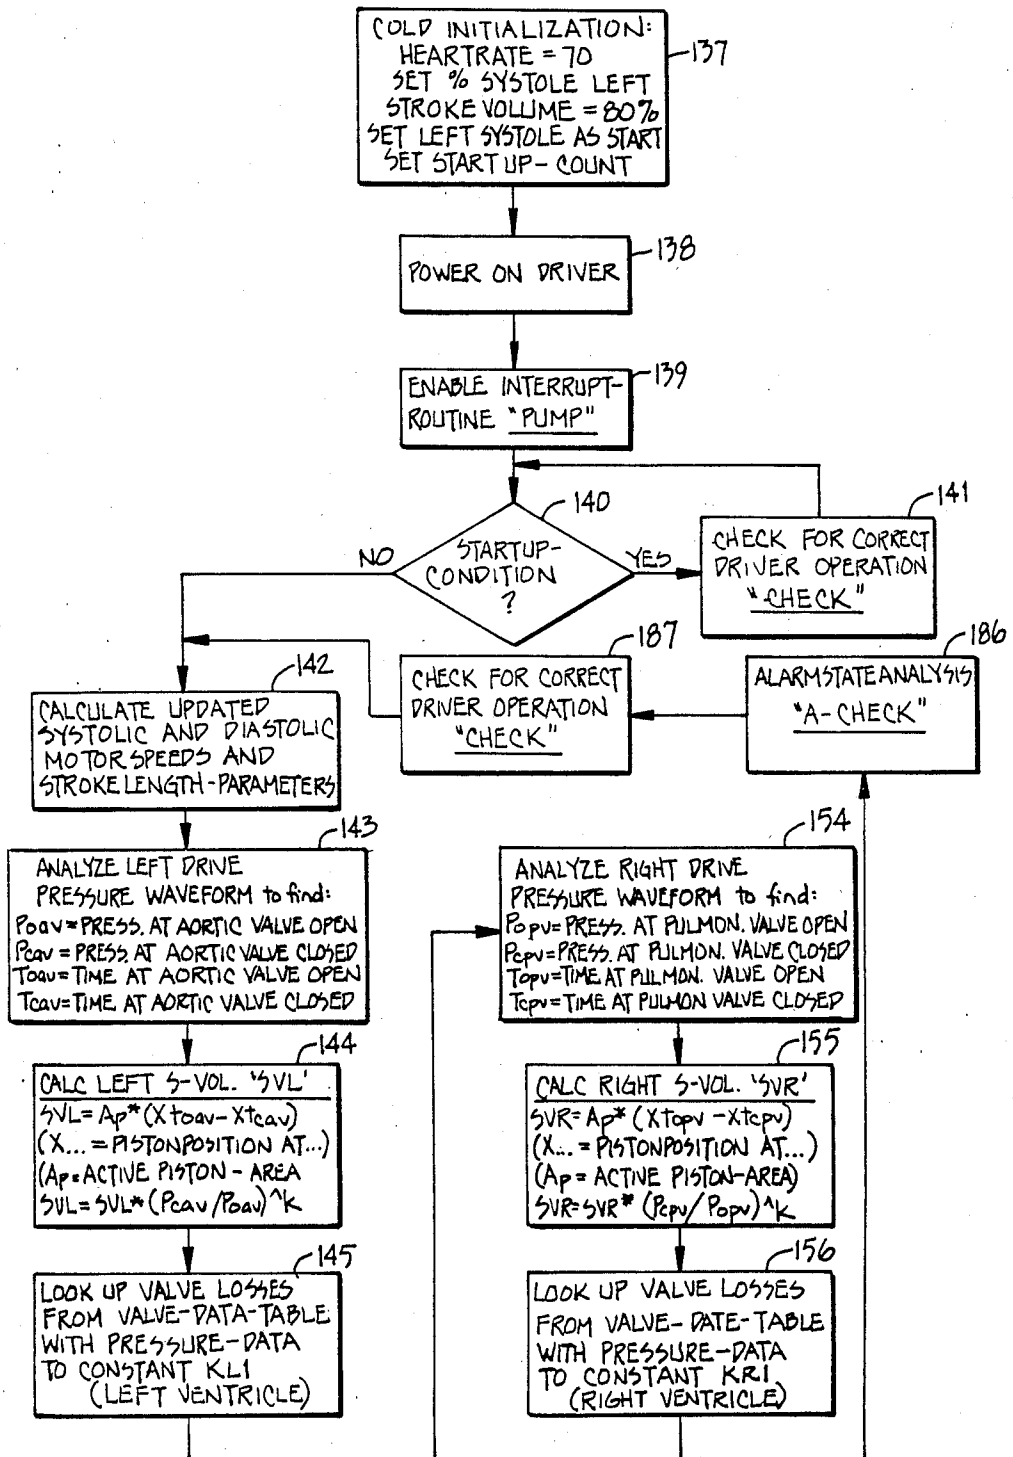 COLD INITIALIZATION:
HEARTRATE = 70
SET % SYSTOLE LEFT
STROKE VOLUME = 80%
SET LEFT SYSTOLE AS START
SET START UP - COUNT
137
POWER ON DRIVER
138
ENABLE INTERRUPT-
ROUTINE "PUMP"
139
140
STARTUP-
CONDITION
?
NO
YES
141
CHECK FOR CORRECT
DRIVER OPERATION
"CHECK"
187
CHECK FOR CORRECT
DRIVER OPERATION
"CHECK"
186
ALARMSTATE ANALYSIS
"A-CHECK"
142
CALCULATE UPDATED
SYSTOLIC AND DIASTOLIC
MOTOR SPEEDS AND
STROKE LENGTH-PARAMETERS
143
ANALYZE LEFT DRIVE
PRESSURE WAVEFORM to find:
Poav=PRESS. AT AORTIC VALVE OPEN
Pcav=PRESS. AT AORTIC VALVE CLOSED
Toav=TIME AT AORTIC VALVE OPEN
Tcav=TIME AT AORTIC VALVE CLOSED
154
ANALYZE RIGHT DRIVE
PRESSURE WAVEFORM to find:
Popv=PRESS. AT PULMON. VALVE OPEN
Pcpv=PRESS. AT PULMON. VALVE CLOSED
Topv=TIME AT PULMON. VALVE OPEN
Tcpv=TIME AT PULMON VALVE CLOSED
144
CALC LEFT S-VOL. 'SVL'
SVL=Ap*(Xtoav-Xtcav)
(X...=PISTONPOSITION AT...)
(Ap=ACTIVE PISTON-AREA
SVL=SVL*(Pcav/Poav)^K
155
CALC RIGHT S-VOL. 'SVR'
SVR=Ap*(Xtopv-Xtcpv)
(X...=PISTONPOSITION AT...)
(Ap=ACTIVE PISTON-AREA)
SVR=SVR*(Pcpv/Popv)^K
145
LOOK UP VALVE LOSSES
FROM VALVE-DATA-TABLE
WITH PRESSURE-DATA
TO CONSTANT KL1
(LEFT VENTRICLE)
156
LOOK UP VALVE LOSSES
FROM VALVE-DATE-TABLE
WITH PRESSURE-DATA
TO CONSTANT KR1
(RIGHT VENTRICLE)